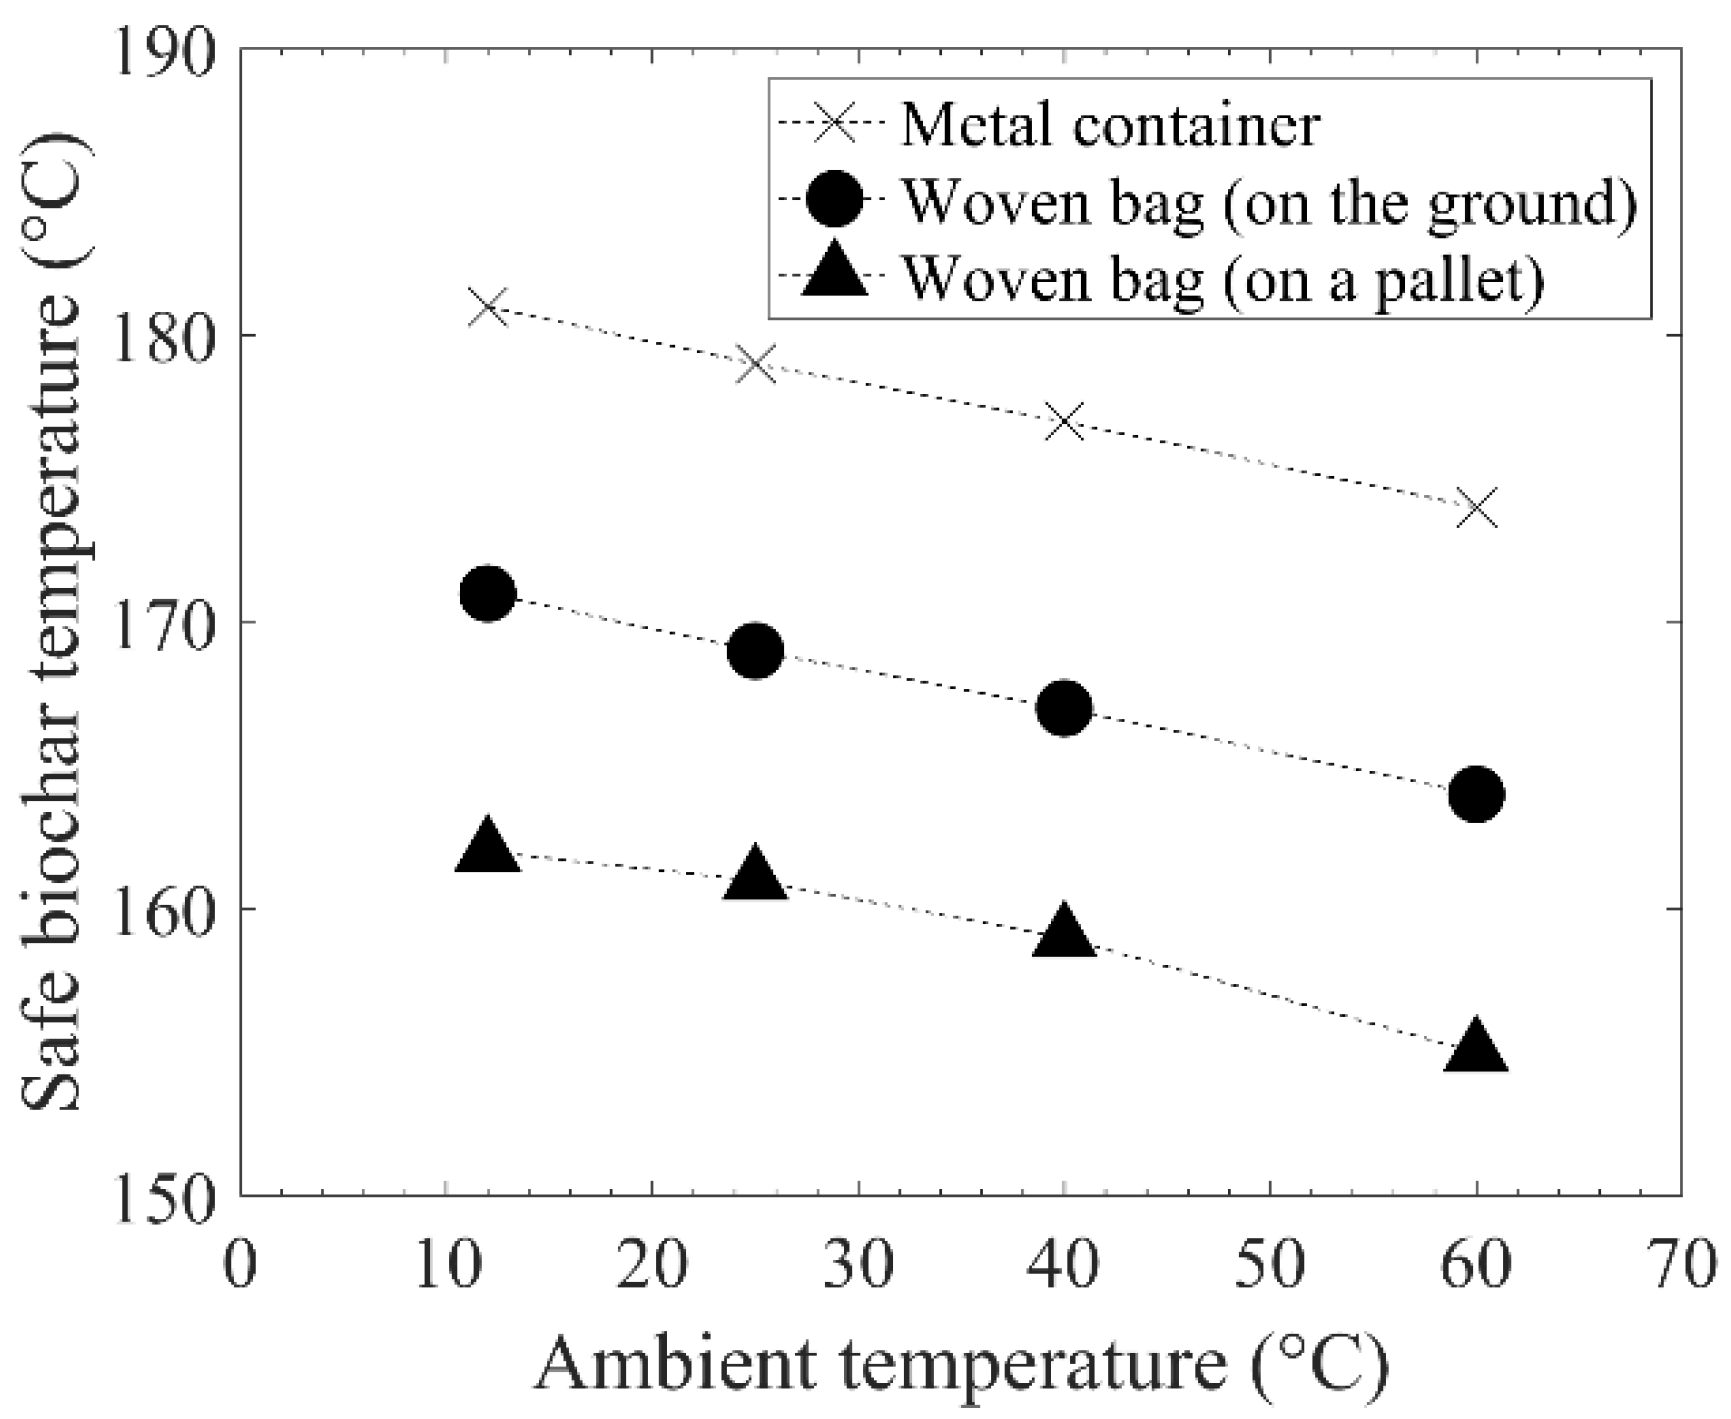 190
180
170
160
150
Safe biochar temperature (°C)
Metal container
Woven bag (on the ground)
Woven bag (on a pallet)
0 10 20 30 40 50 60 70
Ambient temperature (°C)